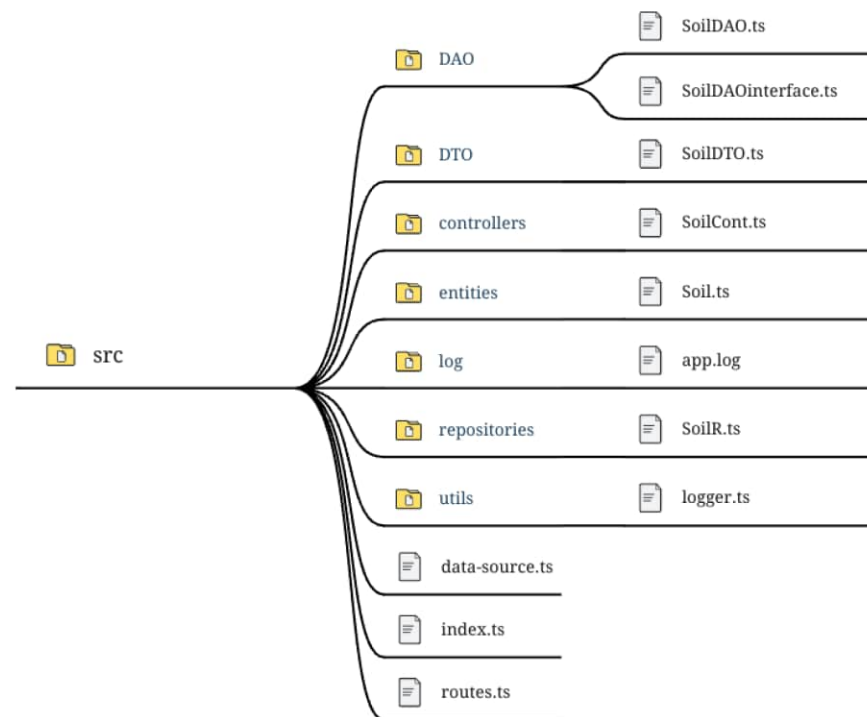 src
DAO
SoilDAO.ts
SoilDAOinterface.ts
DTO
SoilDTO.ts
controllers
SoilCont.ts
entities
Soil.ts
log
app.log
repositories
SoilR.ts
utils
logger.ts
data-source.ts
index.ts
routes.ts